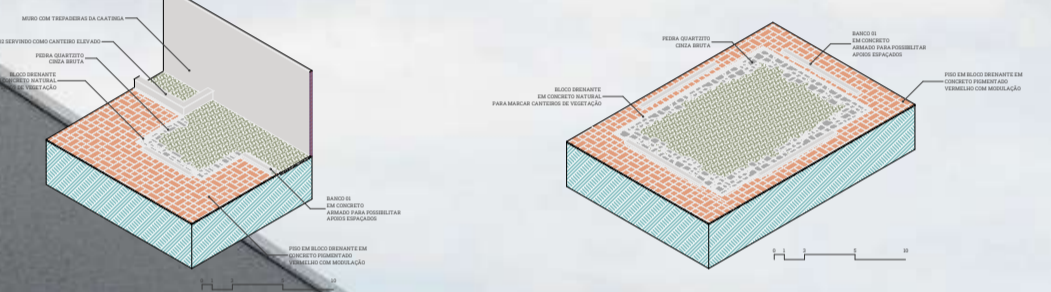 MURO COM TREPADEIRAS DA CAATINGA
SERVINDO COMO CANTEIRO ELEVADO
PEDRA QUARTZITO
CINZA BRUTA
BLOCO DRENANTE
CONCRETO NATURAL
DE VEGETAÇÃO
BANCO 01
EM CONCRETO
ARMADO PARA POSSIBILITAR
APOIOS ESPAÇADOS
PISO EM BLOCO DRENANTE EM
CONCRETO PIGMENTADO
VERMELHO COM MODULAÇÃO
PEDRA QUARTZITO
CINZA BRUTA
BLOCO DRENANTE
EM CONCRETO NATURAL
PARA MARCAR CANTEIROS DE VEGETAÇÃO
BANCO 01
EM CONCRETO
ARMADO PARA POSSIBILITAR
APOIOS ESPAÇADOS
PISO EM BLOCO DRENANTE EM
CONCRETO PIGMENTADO
VERMELHO COM MODULAÇÃO
0 1 3 5 10